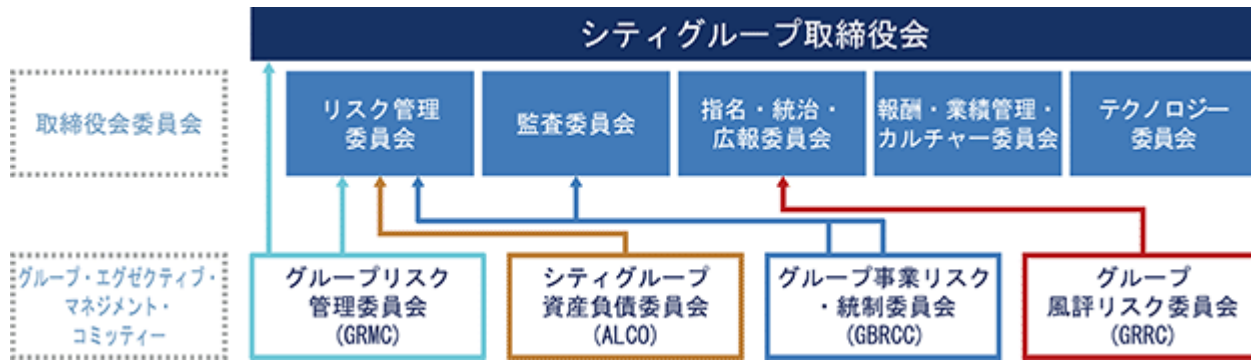 シティグループ取締役会
取締役会委員会
リスク管理
委員会
監査委員会
指名・統治・
広報委員会
報酬・業績管理・
カルチャー委員会
テクノロジー
委員会
グループ・エグゼクティブ・
マネジメント・
コミッティー
グループリスク
管理委員会
(GRMC)
シティグループ
資産負債委員会
(ALCO)
グループ事業リスク
・統制委員会
(GBRCC)
グループ
風評リスク委員会
(GRRC)